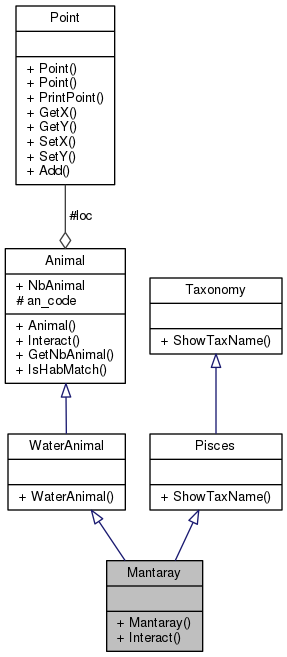 Point
+ Point()
+ Point()
+ PrintPoint()
+ GetX()
+ GetY()
+ SetX()
+ SetY()
+ Add()
#loc
Animal
+ NbAnimal
# an_code
+ Animal()
+ Interact()
+ GetNbAnimal()
+ IsHabMatch()
Taxonomy
+ ShowTaxName()
WaterAnimal
+ WaterAnimal()
Pisces
+ ShowTaxName()
Mantaray
+ Mantaray()
+ Interact()